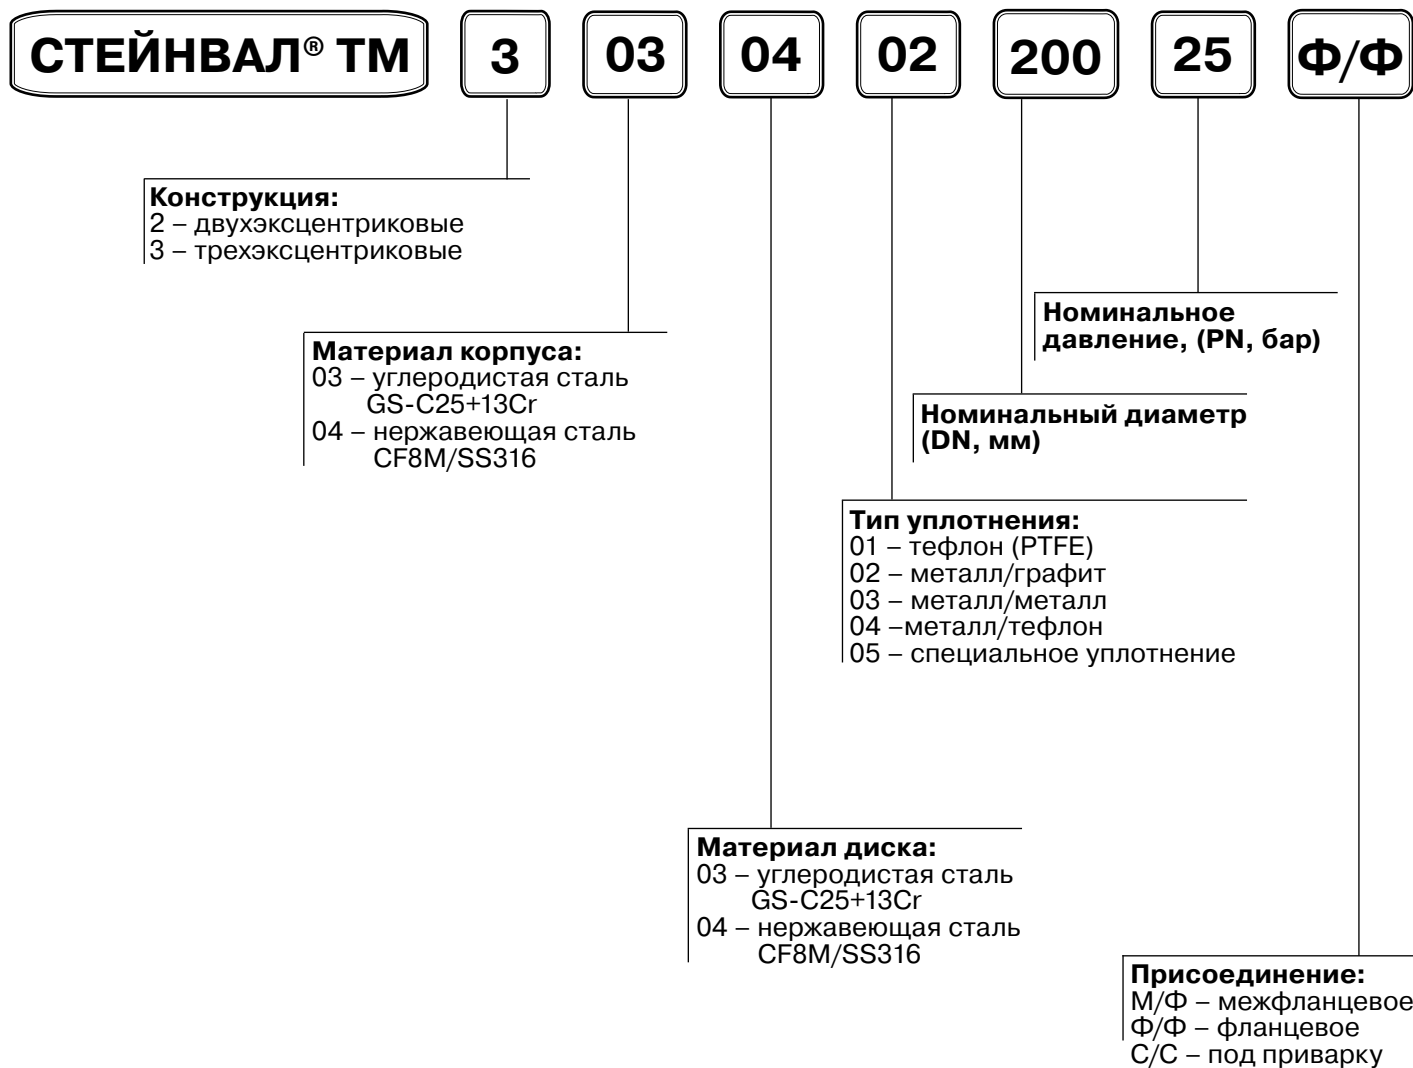 СТЕЙНВАЛ® ТМ 3 03 04 02 200 25 Ф/Ф
Конструкция:
2 – двухэксцентриковые
3 – трехэксцентриковые
Номинальное
давление, (PN, бар)
Материал корпуса:
03 – углеродистая сталь
GS-C25+13Cr
04 – нержавеющая сталь
CF8M/SS316
Номинальный диаметр
(DN, мм)
Тип уплотнения:
01 – тефлон (PTFE)
02 – металл/графит
03 – металл/металл
04 –металл/тефлон
05 – специальное уплотнение
Материал диска:
03 – углеродистая сталь
GS-C25+13Cr
04 – нержавеющая сталь
CF8M/SS316
Присоединение:
М/Ф – межфланцевое
Ф/Ф – фланцевое
С/С – под приварку